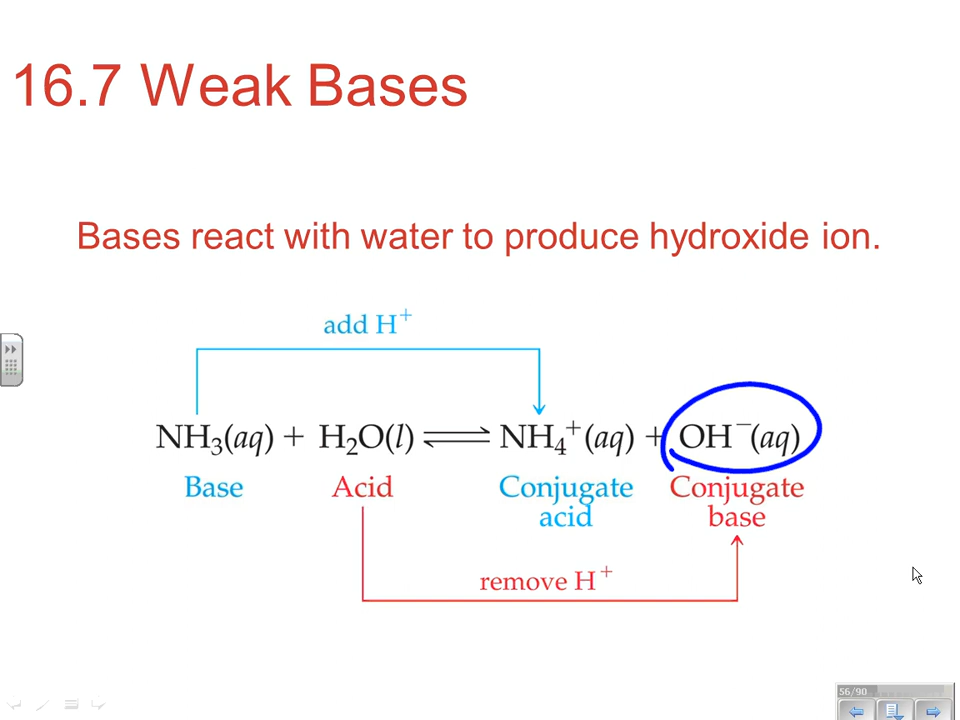 16.7 Weak Bases
Bases react with water to produce hydroxide ion.
add H⁺
NH₃(aq) + H₂O(l) ⇌ NH₄⁺(aq) + OH⁻(aq)
Base Acid Conjugate acid Conjugate base
remove H⁺
56/90